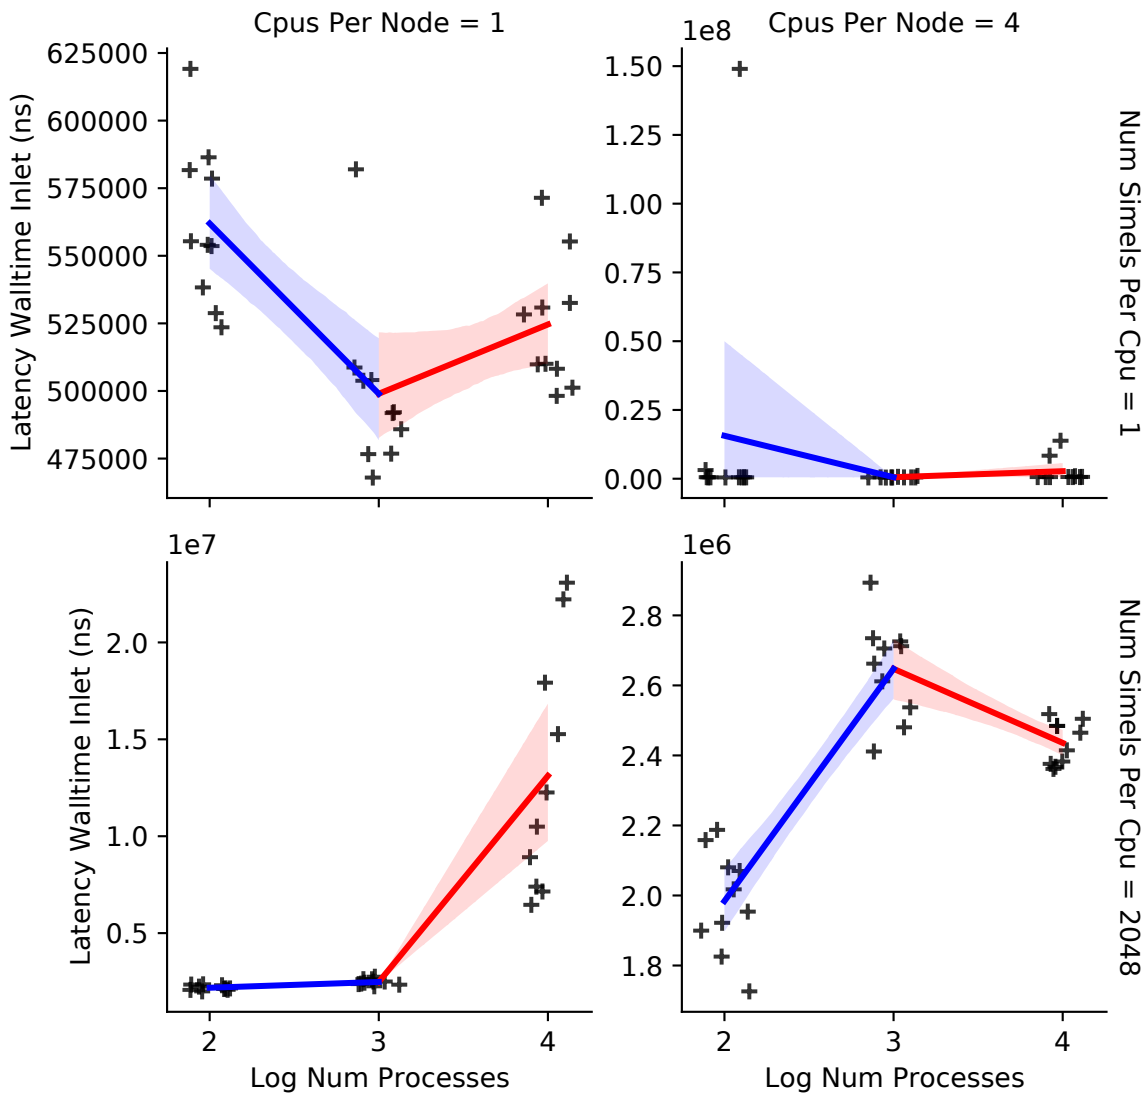 Cpus Per Node = 1
Cpus Per Node = 4
1e8
625000
600000
575000
550000
525000
500000
475000
Latency Walltime Inlet (ns)
1.50
1.25
1.00
0.75
0.50
0.25
0.00
Num Simels Per Cpu = 1
1e7
2.0
1.5
1.0
0.5
Latency Walltime Inlet (ns)
2
3
4
Log Num Processes
1e6
2.8
2.6
2.4
2.2
2.0
1.8
2
3
4
Log Num Processes
Num Simels Per Cpu = 2048